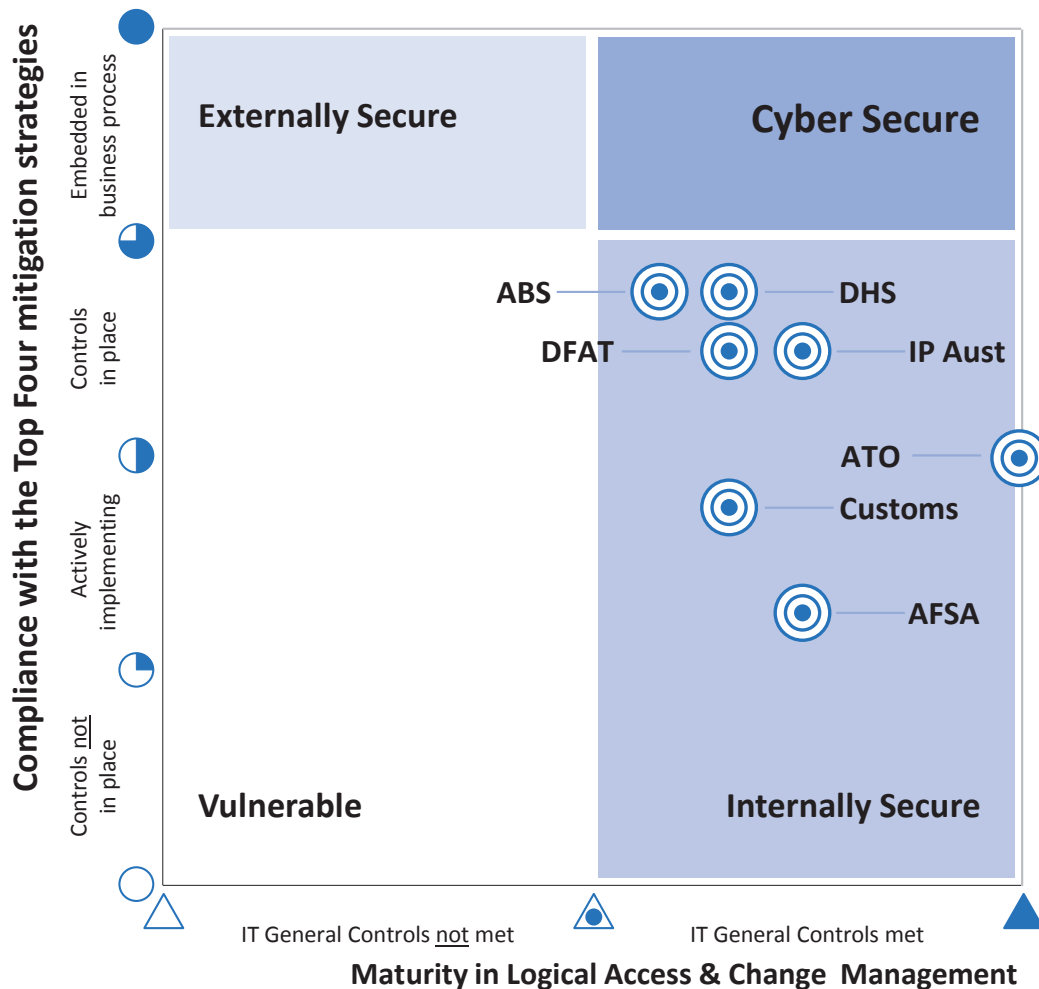 Compliance with the Top Four mitigation strategies
Embedded in
business process
Controls
in place
Actively
implementing
Controls not
in place
Externally Secure
Cyber Secure
ABS
DHS
DFAT
IP Aust
ATO
Customs
AFSA
Vulnerable
Internally Secure
IT General Controls not met
IT General Controls met
Maturity in Logical Access & Change Management